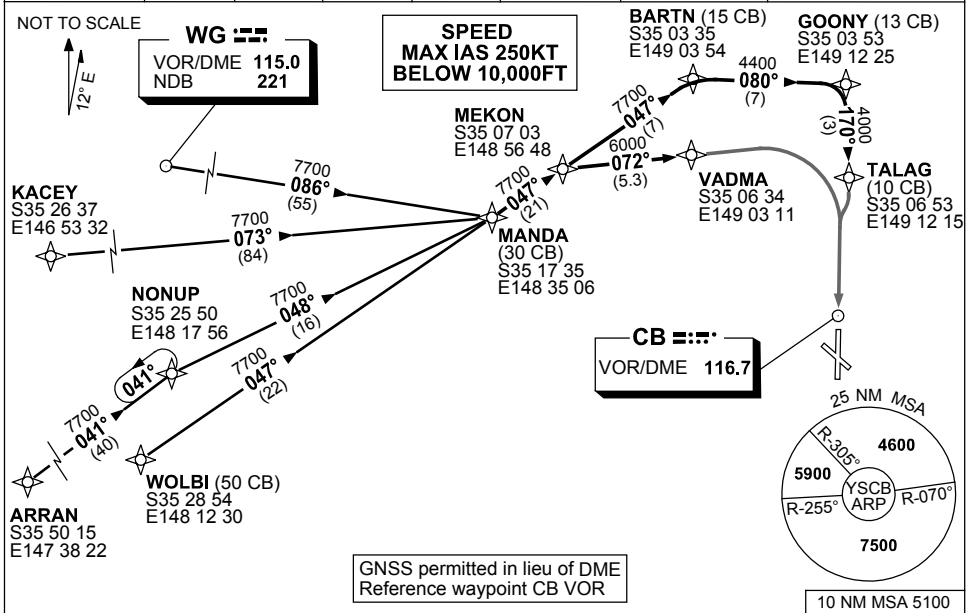 NOT TO SCALE
12° E
WG
VOR/DME 115.0
NDB 221
SPEED
MAX IAS 250KT
BELOW 10,000FT
BARTN (15 CB)
S35 03 35
E149 03 54
GOONY (13 CB)
S35 03 53
E149 12 25
4400
080°
(7)
7700
047°
(7)
4000
170°
(3)
MEKON
S35 07 03
E148 56 48
6000
072°
(5.3)
VADMA
S35 06 34
E149 03 11
TALAG
(10 CB)
S35 06 53
E149 12 15
7700
086°
(55)
7700
047°
(21)
KACEY
S35 26 37
E146 53 32
7700
073°
(84)
MANDA
(30 CB)
S35 17 35
E148 35 06
NONUP
S35 25 50
E148 17 56
7700
048°
(16)
041°
7700
047°
(22)
7700
041°
(40)
CB
VOR/DME 116.7
WOLBI (50 CB)
S35 28 54
E148 12 30
ARRAN
S35 50 15
E147 38 22
25 NM MSA
R-305°
4600
5900
YSCB
ARP
R-070°
R-255°
7500
GNSS permitted in lieu of DME
Reference waypoint CB VOR
10 NM MSA 5100